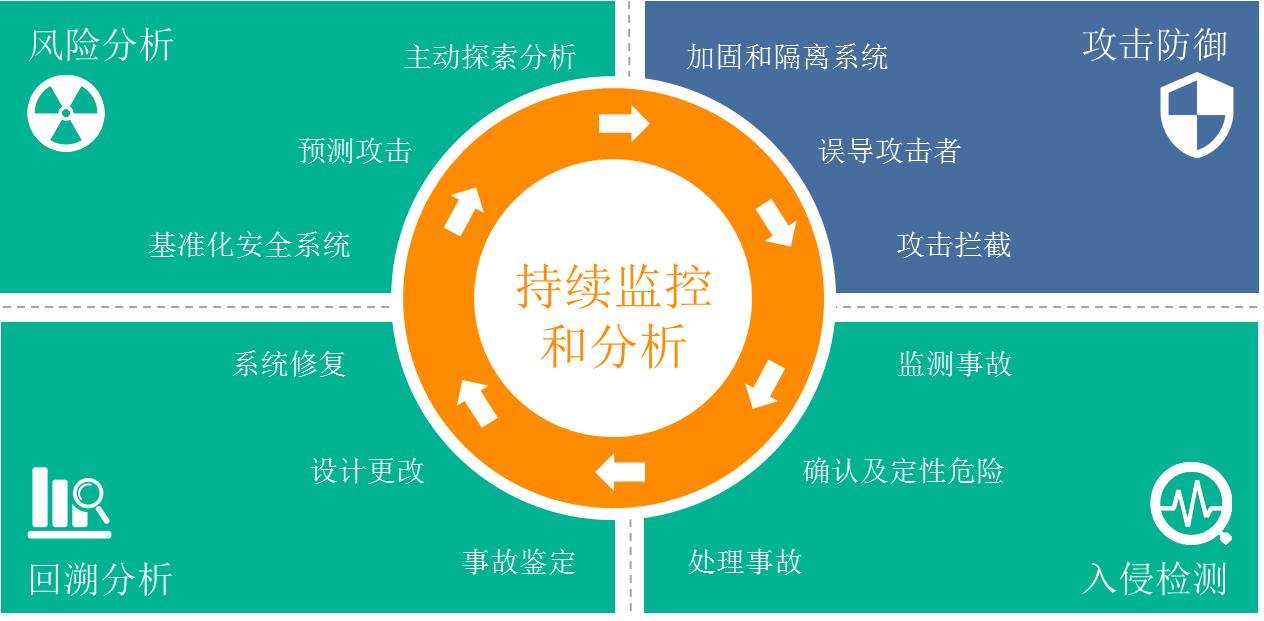 风险分析
主动探索分析
预测攻击
基准化安全系统
加固和隔离系统
攻击防御
误导攻击者
攻击拦截
持续监控
和分析
系统修复
设计更改
事故鉴定
回溯分析
监测事故
确认及定性危险
处理事故
入侵检测